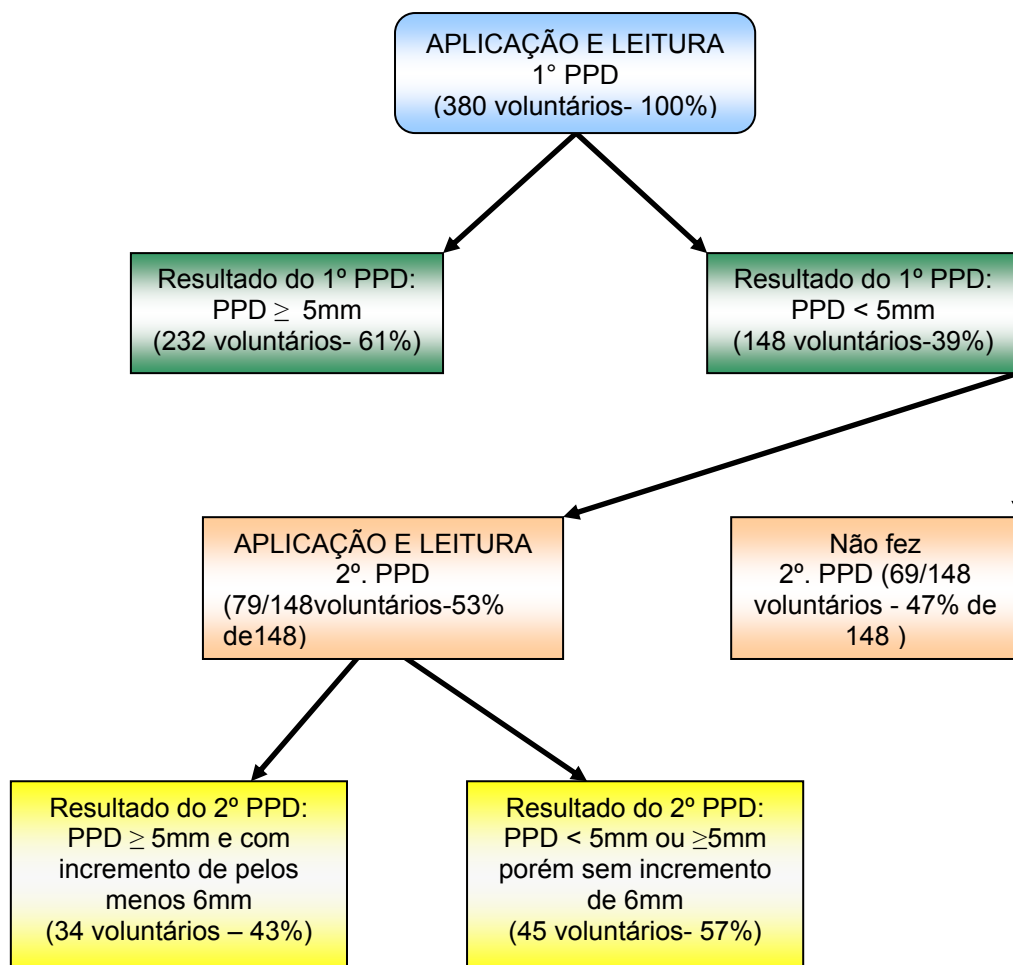 APLICAÇÃO E LEITURA
1° PPD
(380 voluntários- 100%)
Resultado do 1º PPD:
PPD ≥ 5mm
(232 voluntários- 61%)
Resultado do 1º PPD:
PPD < 5mm
(148 voluntários-39%)
APLICAÇÃO E LEITURA
2º. PPD
(79/148voluntários-53%
de148)
Não fez
2º. PPD (69/148
voluntários - 47% de
148 )
Resultado do 2º PPD:
PPD ≥ 5mm e com
incremento de pelos
menos 6mm
(34 voluntários – 43%)
Resultado do 2º PPD:
PPD < 5mm ou ≥5mm
porém sem incremento
de 6mm
(45 voluntários- 57%)